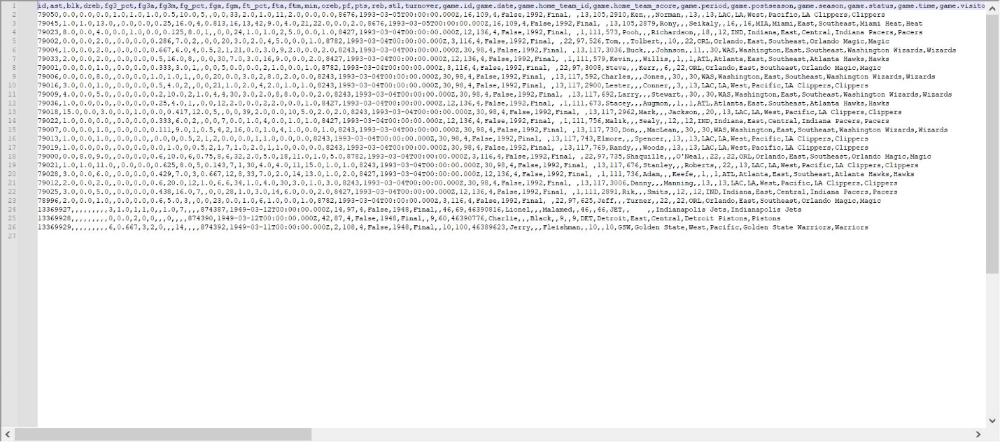 1 id,ast,blk,dreb,fg3_pct,fg3a,fg3m,fg_pct,fga,fgm,ft_pct,fta,ftm,min,oreb,pf,pts,reb,stl,turnover,game.id,game.date,game.home_team_id,game.home_team_score,game.period,game.postseason,game.season,game.status,game.time,game.visito
2 79050,0.0,0.0,0.0,,0.0,1.0,1.0,1.0,0.5,10.0,5,,0,0,33,2.0,1.0,11,2.0,0.0,0.0,8676,1993-03-05T00:00:00.000Z,16,109,4,False,1992,Final, ,13,105,2910,Ken,,,Norman,,13,,13,LAC,LA,West,Pacific,LA Clippers,Clippers
3 79045,1.0,1.0,13.0,,0.0,0.0,0.25,16.0,4,0.813,16,13,42,9.0,4.0,21,22.0,0.0,2.0,8676,1993-03-05T00:00:00.000Z,16,109,4,False,1992,Final, ,13,105,2879,Rony,,,Seikaly,,16,,16,MIA,Miami,East,Southeast,Miami Heat,Heat
4 79023,8.0,0.0,4.0,0.0,1.0,0.0,0.125,8.0,1,,0,0,24,1.0,1.0,2,5.0,0.0,1.0,8427,1993-03-04T00:00:00.000Z,12,136,4,False,1992,Final, ,1,111,573,Pooh,,,Richardson,,18,,12,IND,Indiana,East,Central,Indiana Pacers,Pacers
5 79002,0.0,0.0,2.0,,0.0,0.0,0.286,7.0,2,,0,0,20,3.0,2.0,4,5.0,0.0,1.0,8782,1993-03-04T00:00:00.000Z,3,116,4,False,1992,Final, ,22,97,526,Tom,,,Tolbert,,10,,22,ORL,Orlando,East,Southeast,Orlando Magic,Magic
6 79004,1.0,0.0,2.0,,0.0,0.0,0.667,6.0,4,0.5,2,1,21,0.0,3.0,9,2.0,0.0,2.0,8243,1993-03-04T00:00:00.000Z,30,98,4,False,1992,Final, ,13,117,3036,Buck,,,Johnson,,11,,30,WAS,Washington,East,Southeast,Washington Wizards,Wizards
7 79033,2.0,0.0,2.0,,0.0,0.0,0.5,16.0,8,,0,0,30,7.0,3.0,16,9.0,0.0,2.0,8427,1993-03-04T00:00:00.000Z,12,136,4,False,1992,Final, ,1,111,579,Kevin,,,Willis,,1,,1,ATL,Atlanta,East,Southeast,Atlanta Hawks,Hawks
8 79001,0.0,0.0,1.0,,0.0,0.0,0.333,3.0,1,,0,0,5,0.0,0.0,2,1.0,0.0,1.0,8782,1993-03-04T00:00:00.000Z,3,116,4,False,1992,Final, ,22,97,3008,Steve,,,Kerr,,6,,22,ORL,Orlando,East,Southeast,Orlando Magic,Magic
9 79006,0.0,0.0,8.0,,0.0,0.0,0.0,1.0,0,,0,0,20,0.0,3.0,2,8.0,2.0,0.0,8243,1993-03-04T00:00:00.000Z,30,98,4,False,1992,Final, ,13,117,592,Charles,,,Jones,,30,,30,WAS,Washington,East,Southeast,Washington Wizards,Wizards
10 79016,3.0,0.0,1.0,,0.0,0.0,0.5,4.0,2,,0,0,21,1.0,2.0,4,2.0,1.0,1.0,8243,1993-03-04T00:00:00.000Z,30,98,4,False,1992,Final, ,13,117,2900,Lester,,,Conner,,3,,13,LAC,LA,West,Pacific,LA Clippers,Clippers
11 79009,4.0,0.0,5.0,,0.0,0.0,0.2,10.0,2,1.0,4,4,30,3.0,2.0,8,8.0,0.0,2.0,8243,1993-03-04T00:00:00.000Z,30,98,4,False,1992,Final, ,13,117,692,Larry,,,Stewart,,30,,30,WAS,Washington,East,Southeast,Washington Wizards,Wizards
12 79036,1.0,0.0,0.0,,0.0,0.0,0.25,4.0,1,,0,0,12,2.0,0.0,2,2.0,0.0,1.0,8427,1993-03-04T00:00:00.000Z,12,136,4,False,1992,Final, ,1,111,673,Stacey,,,Augmon,,1,,1,ATL,Atlanta,East,Southeast,Atlanta Hawks,Hawks
13 79018,15.0,0.0,3.0,0.0,1.0,0.0,0.417,12.0,5,,0,0,39,2.0,0.0,10,5.0,2.0,2.0,8243,1993-03-04T00:00:00.000Z,30,98,4,False,1992,Final, ,13,117,2962,Mark,,,Jackson,,20,,13,LAC,LA,West,Pacific,LA Clippers,Clippers
14 79022,1.0,0.0,0.0,,0.0,0.0,0.333,6.0,2,,0,0,7,0.0,1.0,4,0.0,1.0,1.0,8427,1993-03-04T00:00:00.000Z,12,136,4,False,1992,Final, ,1,111,756,Malik,,,Sealy,,12,,12,IND,Indiana,East,Central,Indiana Pacers,Pacers
15 79007,0.0,0.0,1.0,,0.0,0.0,0.111,9.0,1,0.5,4,2,16,0.0,1.0,4,1.0,0.0,1.0,8243,1993-03-04T00:00:00.000Z,30,98,4,False,1992,Final, ,13,117,730,Don,,,MacLean,,30,,30,WAS,Washington,East,Southeast,Washington Wizards,Wizards
16 79013,1.0,0.0,0.0,,0.0,0.0,,0.0,0,0.5,2,1,2,0.0,0.0,1,1.0,0.0,0.0,8243,1993-03-04T00:00:00.000Z,30,98,4,False,1992,Final, ,13,117,743,Elmore,,,Spencer,,13,,13,LAC,LA,West,Pacific,LA Clippers,Clippers
17 79019,1.0,0.0,0.0,,0.0,0.0,0.0,1.0,0,0.5,2,1,7,1.0,2.0,1,1.0,0.0,0.0,8243,1993-03-04T00:00:00.000Z,30,98,4,False,1992,Final, ,13,117,769,Randy,,,Woods,,13,,13,LAC,LA,West,Pacific,LA Clippers,Clippers
18 79000,0.0,8.0,9.0,,0.0,0.0,0.6,10.0,6,0.75,8,6,32,2.0,5.0,18,11.0,1.0,5.0,8782,1993-03-04T00:00:00.000Z,3,116,4,False,1992,Final, ,22,97,735,Shaquille,,,O'Neal,,22,,22,ORL,Orlando,East,Southeast,Orlando Magic,Magic
19 79021,1.0,1.0,11.0,,0.0,0.0,0.625,8.0,5,0.143,7,1,30,4.0,4.0,11,15.0,1.0,1.0,8243,1993-03-04T00:00:00.000Z,30,98,4,False,1992,Final, ,13,117,676,Stanley,,,Roberts,,22,,13,LAC,LA,West,Pacific,LA Clippers,Clippers
20 79028,3.0,0.0,6.0,,0.0,0.0,0.429,7.0,3,0.667,12,8,33,7.0,2.0,14,13.0,1.0,2.0,8427,1993-03-04T00:00:00.000Z,12,136,4,False,1992,Final, ,1,111,736,Adam,,,Keefe,,1,,1,ATL,Atlanta,East,Southeast,Atlanta Hawks,Hawks
21 79012,2.0,0.0,2.0,,0.0,0.0,0.6,20.0,12,1.0,6,6,34,1.0,4.0,30,3.0,1.0,3.0,8243,1993-03-04T00:00:00.000Z,30,98,4,False,1992,Final, ,13,117,3006,Danny,,,Manning,,13,,13,LAC,LA,West,Pacific,LA Clippers,Clippers
22 79025,3.0,0.0,5.0,,0.0,0.0,0.438,16.0,7,,0,0,28,1.0,3.0,14,6.0,0.0,2.0,8427,1993-03-04T00:00:00.000Z,12,136,4,False,1992,Final, ,1,111,2891,Rik,,,Smits,,12,,12,IND,Indiana,East,Central,Indiana Pacers,Pacers
23 78996,2.0,0.0,1.0,,0.0,0.0,0.6,5.0,3,,0,0,23,0.0,1.0,6,1.0,0.0,1.0,8782,1993-03-04T00:00:00.000Z,3,116,4,False,1992,Final, ,22,97,625,Jeff,,,Turner,,22,,22,ORL,Orlando,East,Southeast,Orlando Magic,Magic
24 13369927,,,,,,,,,3,1.0,1,1,0,,1.0,7,,,,874387,1949-03-12T00:00:00.000Z,14,97,4,False,1948,Final,,46,69,46390816,Lionel,,,Malamed,,46,,46,JET,, ,,Indianapolis Jets,Indianapolis Jets
25 13369928,,,,,,,,,0,0.0,2,0,0,,,0,,,,874390,1949-03-12T00:00:00.000Z,42,87,4,False,1948,Final,,9,60,46390776,Charlie,,,Black,,9,,9,DET,Detroit,East,Central,Detroit Pistons,Pistons
26 13369929,,,,,,,,,6,0.667,3,2,0,,,14,,,,874392,1949-03-11T00:00:00.000Z,2,108,4,False,1948,Final,,10,100,46389623,Jerry,,,Fleishman,,10,,10,GSW,Golden State,West,Pacific,Golden State Warriors,Warriors
27